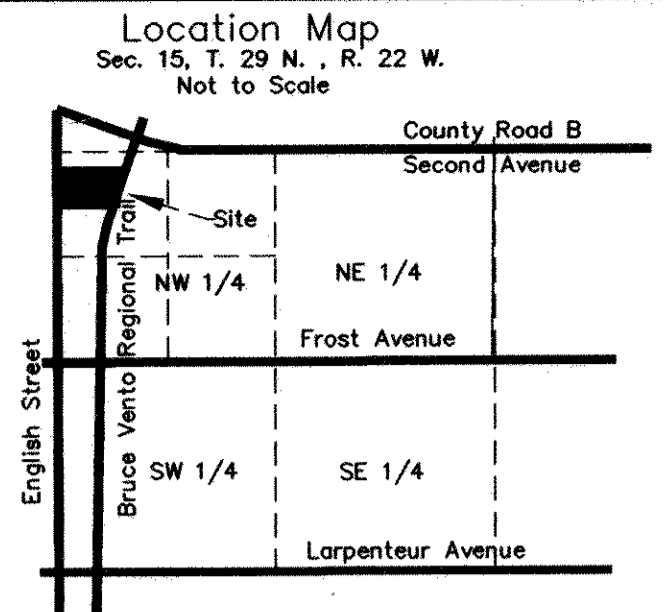 Location Map
Sec. 15, T. 29 N. , R. 22 W.
Not to Scale
County Road B
Second Avenue
Site
NW 1/4
NE 1/4
Bruce Vento Regional Trail
Frost Avenue
English Street
SW 1/4
SE 1/4
Larpenteur Avenue